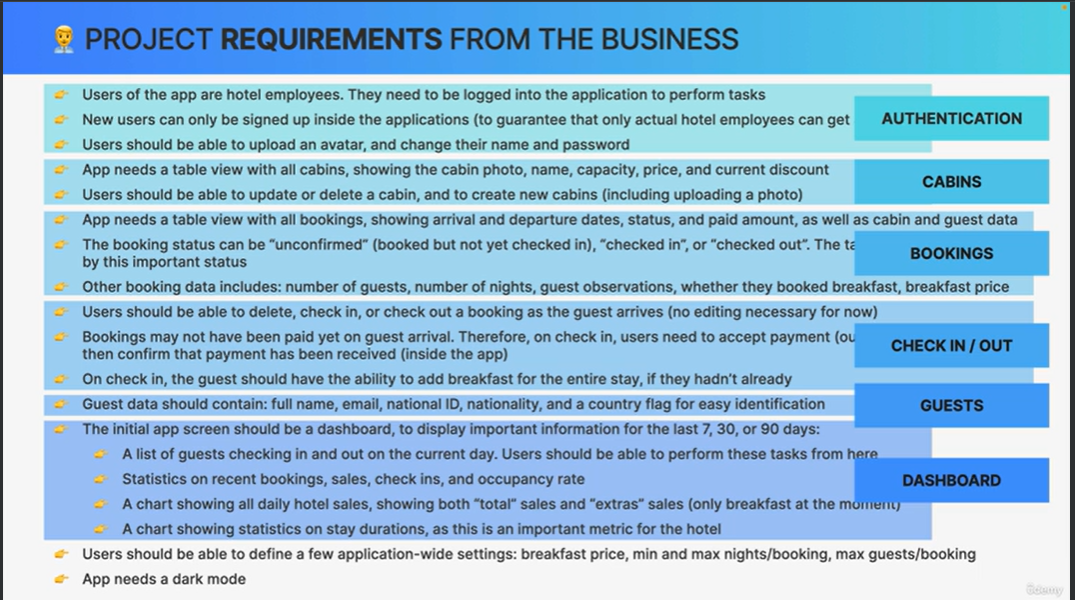 PROJECT REQUIREMENTS FROM THE BUSINESS
Users of the app are hotel employees. They need to be logged into the application to perform tasks
New users can only be signed up inside the applications (to guarantee that only actual hotel employees can get
Users should be able to upload an avatar, and change their name and password
AUTHENTICATION
App needs a table view with all cabins, showing the cabin photo, name, capacity, price, and current discount
Users should be able to update or delete a cabin, and to create new cabins (including uploading a photo)
CABINS
App needs a table view with all bookings, showing arrival and departure dates, status, and paid amount, as well as cabin and guest data
The booking status can be “unconfirmed” (booked but not yet checked in), “checked in”, or “checked out”. The
by this important status
Other booking data includes: number of guests, number of nights, guest observations, whether they booked breakfast, breakfast price
BOOKINGS
Users should be able to delete, check in, or check out a booking as the guest arrives (no editing necessary for now)
Bookings may not have been paid yet on guest arrival. Therefore, on check in, users need to accept payment
then confirm that payment has been received (inside the app)
On check in, the guest should have the ability to add breakfast for the entire stay, if they hadn’t already
CHECK IN / OUT
Guest data should contain: full name, email, national ID, nationality, and a country flag for easy identification
GUESTS
The initial app screen should be a dashboard, to display important information for the last 7, 30, or 90 days:
A list of guests checking in and out on the current day. Users should be able to perform these tasks from here
Statistics on recent bookings, sales, check ins, and occupancy rate
A chart showing all daily hotel sales, showing both “total” sales and “extras” sales (only breakfast at the moment)
A chart showing statistics on stay durations, as this is an important metric for the hotel
DASHBOARD
Users should be able to define a few application-wide settings: breakfast price, min and max nights/booking, max guests/booking
App needs a dark mode
ûdemy